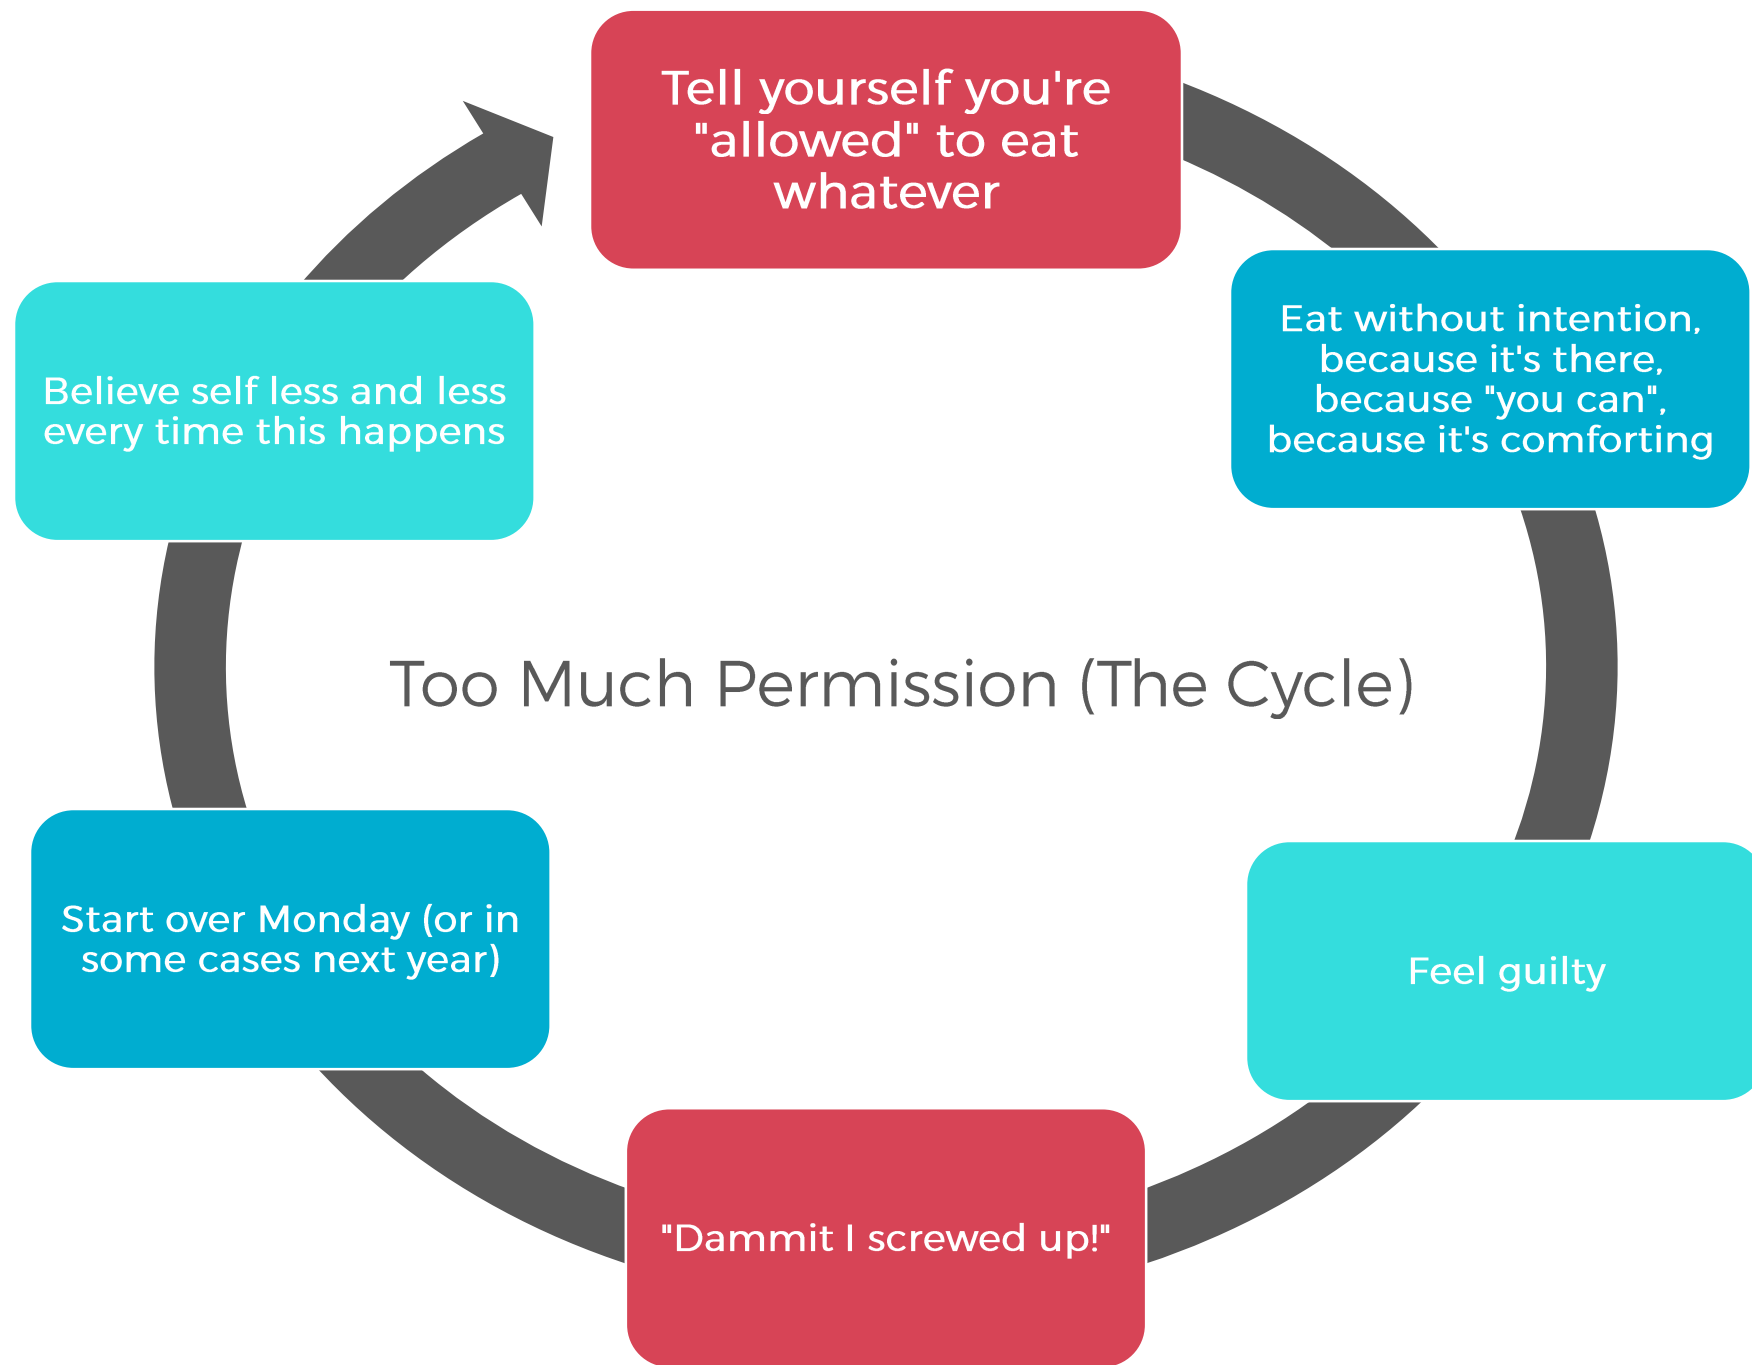 Tell yourself you're
"allowed" to eat
whatever
Eat without intention,
because it's there,
because "you can",
because it's comforting
Feel guilty
"Dammit I screwed up!"
Start over Monday (or in
some cases next year)
Believe self less and less
every time this happens
Too Much Permission (The Cycle)